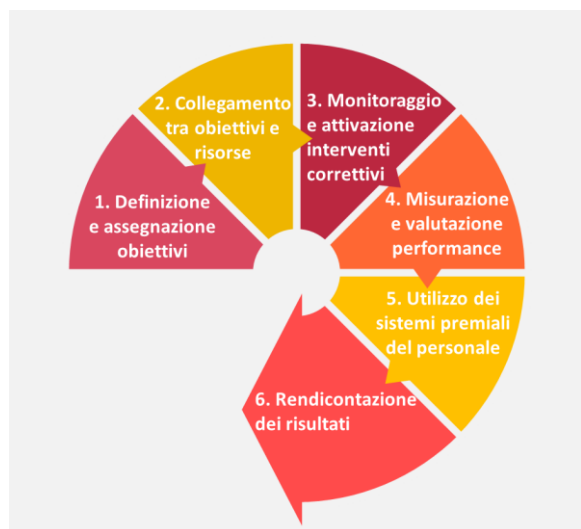 1. Definizione
e assegnazione
obiettivi
2. Collegamento
tra obiettivi e
risorse
3. Monitoraggio
e attivazione
interventi
correttivi
4. Misurazione
e valutazione
performance
5. Utilizzo dei
sistemi premiali
del personale
6. Rendicontazione
dei risultati